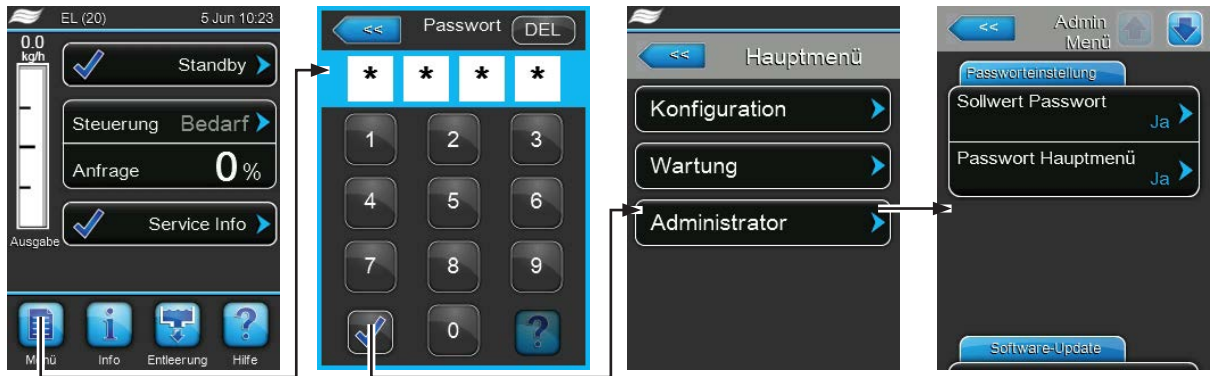 EL (20) 5 Jun 10:23
0.0
kg/h
Standby
Steuerung Bedarf
Anfrage 0 %
Service Info
Ausgabe
Menü Info Entleerung Hilfe
<< Passwort DEL
* * * *
1 2 3
4 5 6
7 8 9
0 ?
<< Hauptmenü
Konfiguration
Wartung
Administrator
<< Admin
Menü
Passworteinstellung
Sollwert Passwort
Ja
Passwort Hauptmenü
Ja
Software-Update